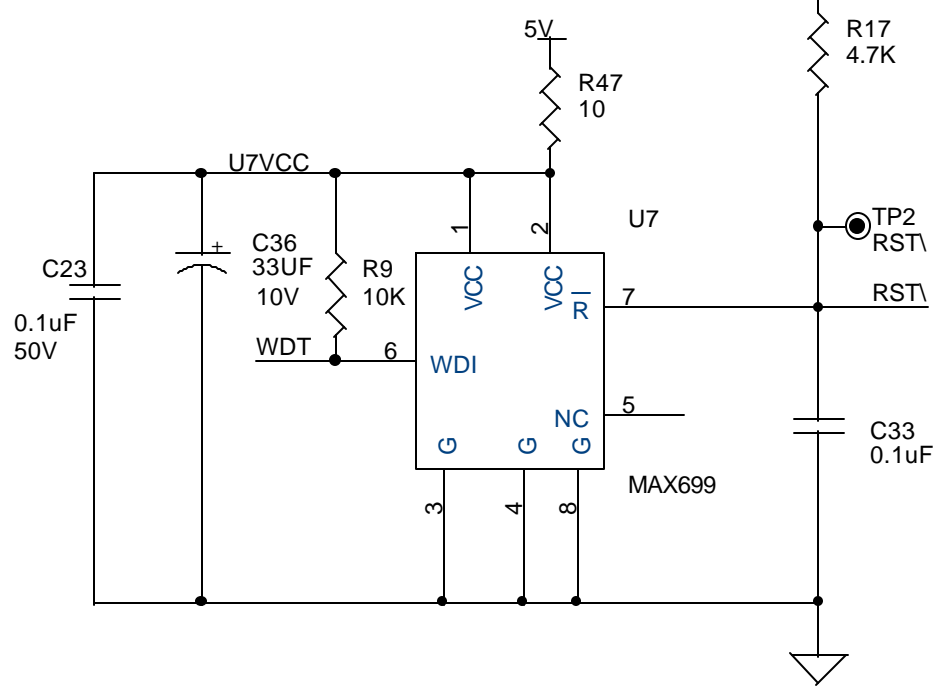 5V
R17
4.7K
R47
10
U7VCC
U7
TP2
RST\
C36
33UF
10V
C23
0.1uF
50V
R9
10K
1
2
VCC
VCC
R
7
RST\
WDT
6
WDI
5
NC
G
G
G
C33
0.1uF
MAX699
3
4
8
+